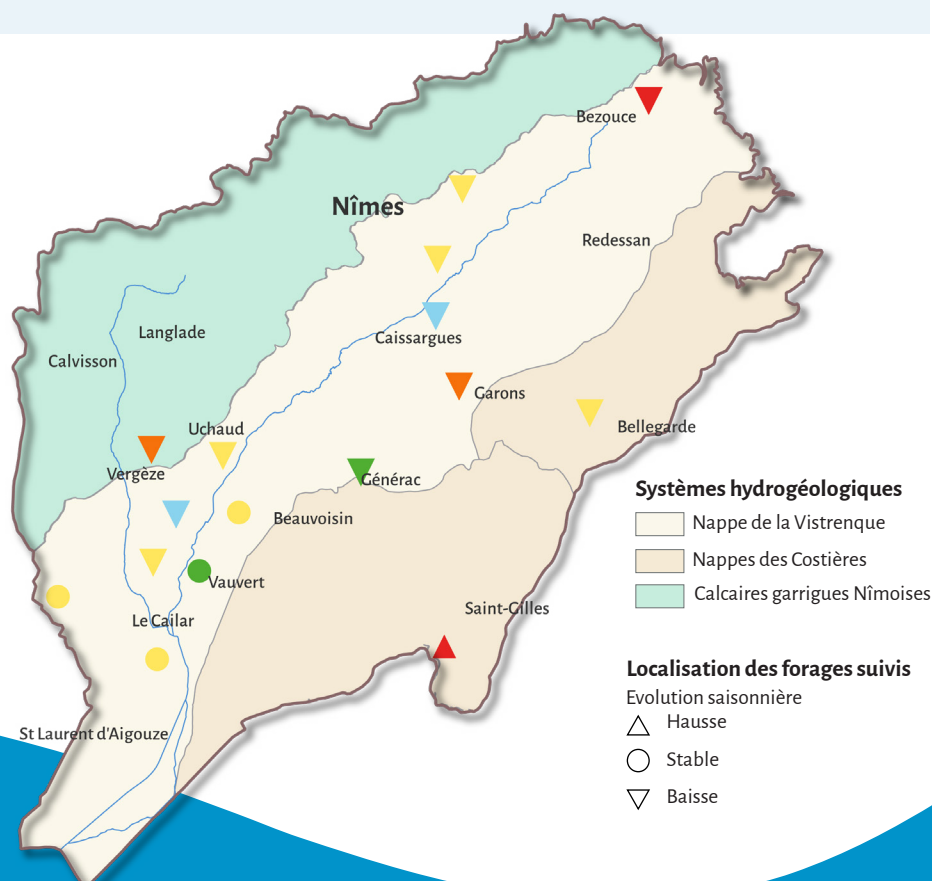 Bezouce
Nîmes
Redessan
Langlade
Caissargues
Calvisson
Garons
Uchaud
Bellegarde
Vergèze
Générac
Beauvoisin
Vauvert
Le Cailar
Saint-Gilles
St Laurent d'Aigouze
Systèmes hydrogéologiques
Nappe de la Vistrenque
Nappes des Costières
Calcaires garrigues Nîmoises
Localisation des forages suivis
Evolution saisonnière
Hausse
Stable
Baisse